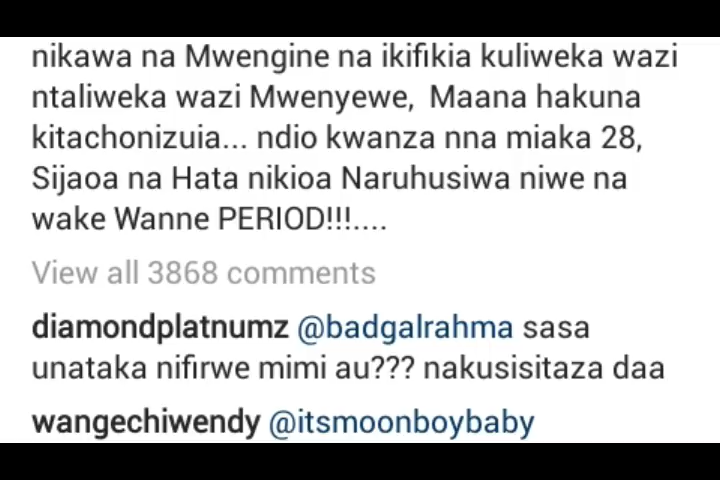 nikawa na Mwengine na ikifikia kuliweka wazi
ntaliweka wazi Mwenyewe, Maana hakuna
kitachonizuia... ndio kwanza nna miaka 28,
Sijaoa na Hata nikioa Naruhusiwa niwe na
wake Wanne PERIOD!!!....
View all 3868 comments
diamondplatnumz @badgalrahma sasa
unataka nifirwe mimi au??? nakusisitaza daa
wangechiwendy @itsmoonboybaby